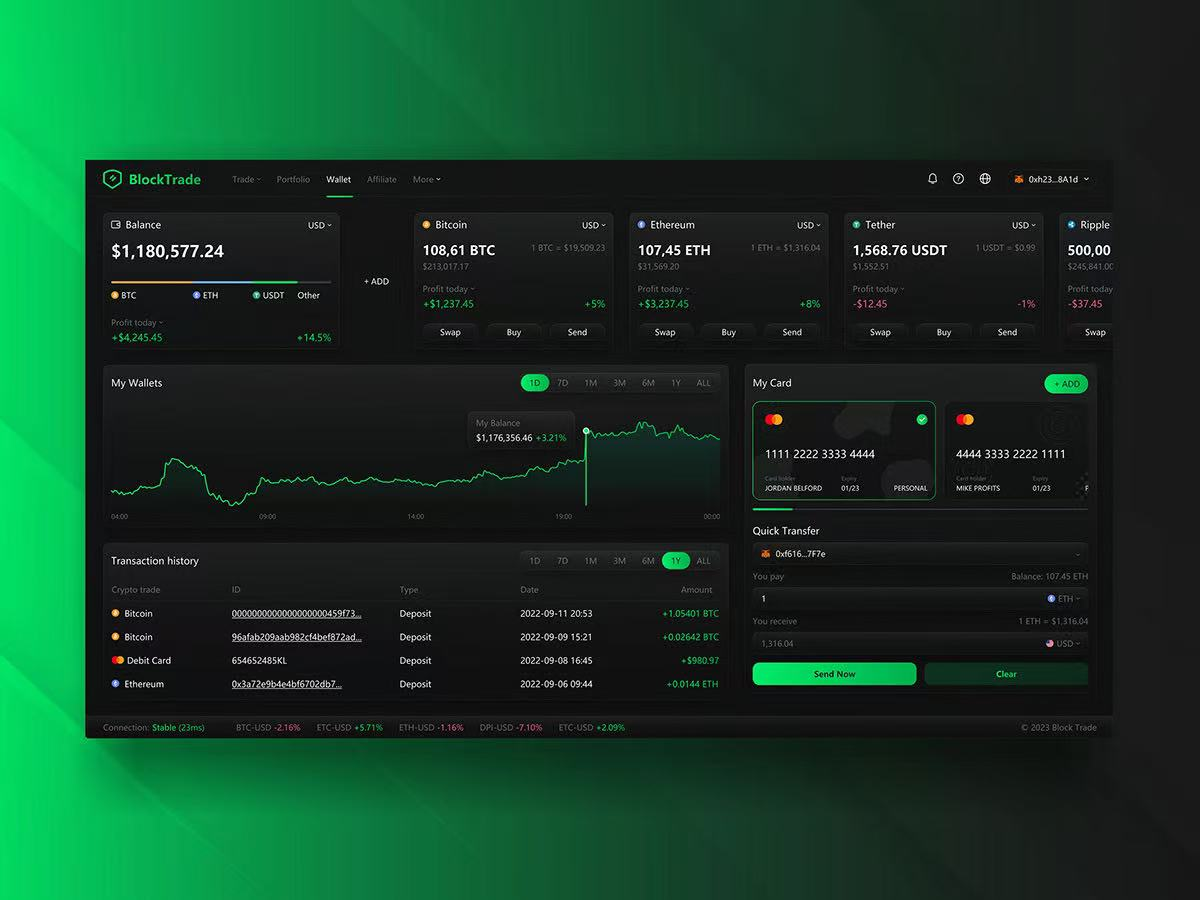 BlockTrade Trade Portfolio Wallet Affiliate More 0xh23...8A1d
Balance USD
$1,180,577.24
BTC ETH USDT Other
Profit today
+$4,245.45 +14.5%
+ ADD
Bitcoin USD
108,61 BTC 1 BTC = $19,509.23
$213,017.17
Profit today
+$1,237.45 +5%
Swap Buy Send
Ethereum USD
107,45 ETH 1 ETH = $1,316.04
$31,569.20
Profit today
+$3,237.45 +8%
Swap Buy Send
Tether USD
1,568.76 USDT 1 USDT = $0.99
$1,552.51
Profit today
-$12.45 -1%
Swap Buy Send
Ripple
500,00
$245,841.00
Profit today
-$37.45
Swap
My Wallets 1D 7D 1M 3M 6M 1Y ALL
My Balance
$1,176,356.46 +3.21%
04:00 09:00 14:00 19:00 00:00
Transaction history 1D 7D 1M 3M 6M 1Y ALL
Crypto trade ID Type Date Amount
Bitcoin 000000000000000000459f73... Deposit 2022-09-11 20:53 +1.05401 BTC
Bitcoin 96afab209aab982cf4bef872ad... Deposit 2022-09-09 15:21 +0.02642 BTC
Debit Card 654652485KL Deposit 2022-09-08 16:45 +$980.97
Ethereum 0x3a72e9b4e4bf6702db7... Deposit 2022-09-06 09:44 +0.0144 ETH
My Card + ADD
1111 2222 3333 4444
Card holder Expiry
JORDAN BELFORD 01/23 PERSONAL
4444 3333 2222 1111
Card holder Expiry
MIKE PROFITS 01/23 P
Quick Transfer
0xf616...7F7e
You pay Balance: 107.45 ETH
1 ETH
You receive 1 ETH = $1,316.04
1,316.04 USD
Send Now Clear
Connection: Stable (23ms) BTC-USD -2.16% ETC-USD +5.71% ETH-USD -1.16% DPI-USD -7.10% ETC-USD +2.09% © 2023 Block Trade